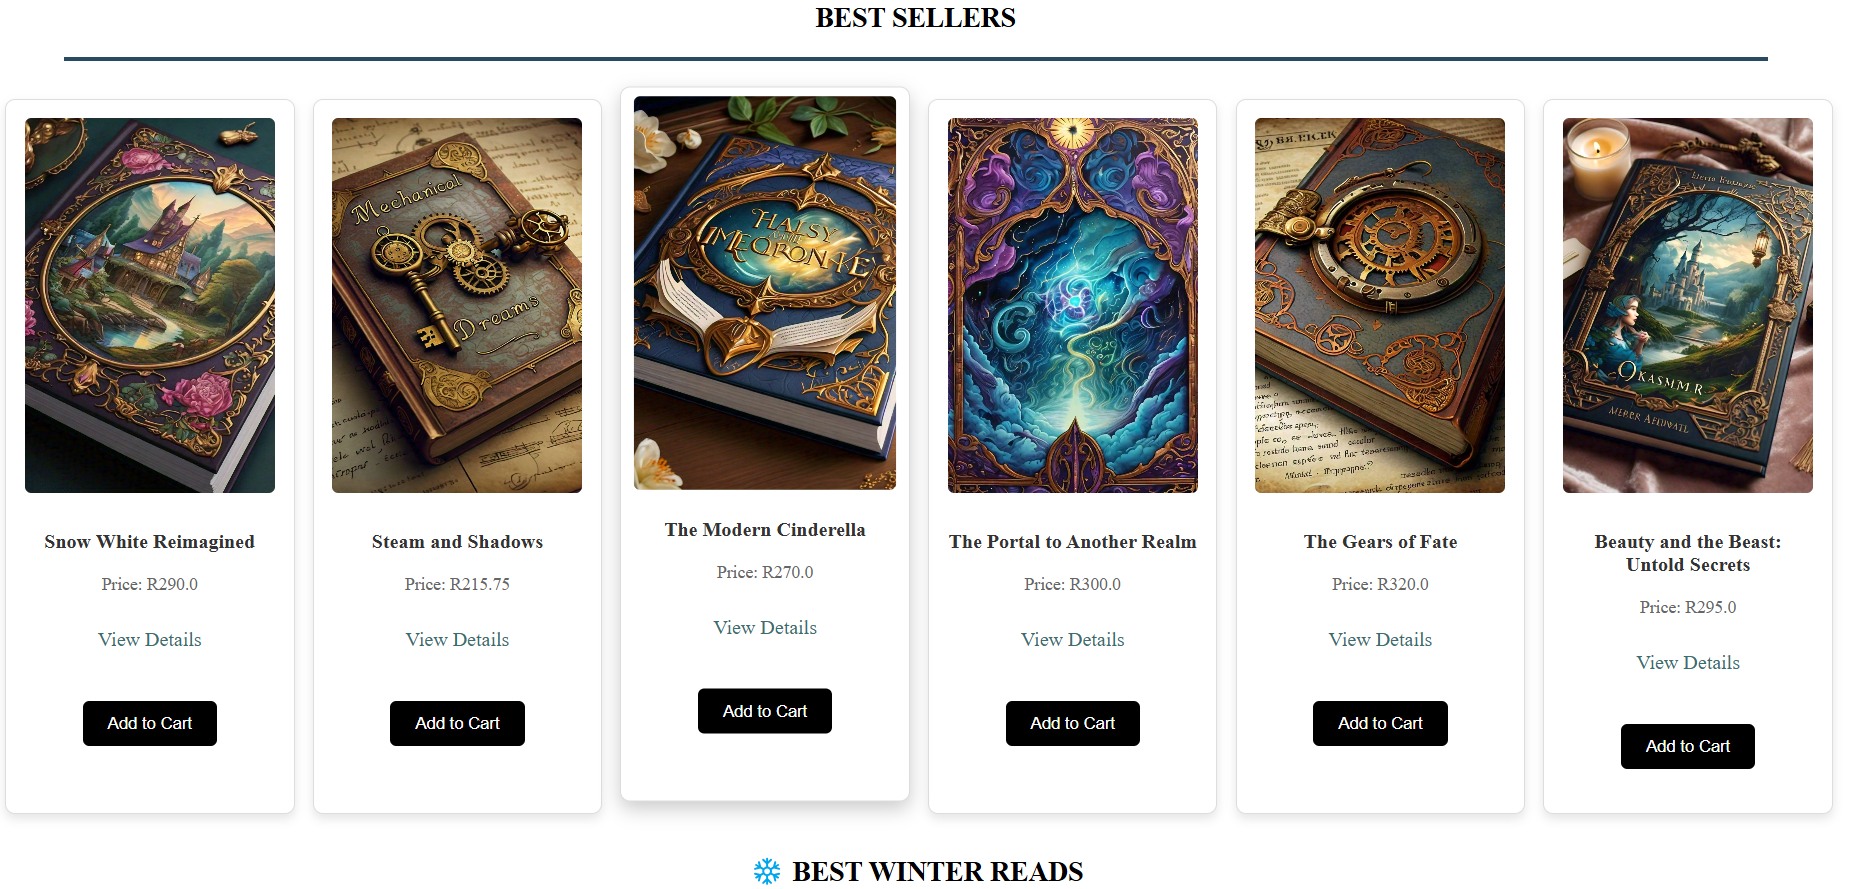 BEST SELLERS
Mechanical
Dreams
HALSY
Snow White Reimagined
Price: R290.0
View Details
Add to Cart
Steam and Shadows
Price: R215.75
View Details
Add to Cart
The Modern Cinderella
Price: R270.0
View Details
Add to Cart
The Portal to Another Realm
Price: R300.0
View Details
Add to Cart
The Gears of Fate
Price: R320.0
View Details
Add to Cart
Beauty and the Beast:
Untold Secrets
Price: R295.0
View Details
Add to Cart
BEST WINTER READS